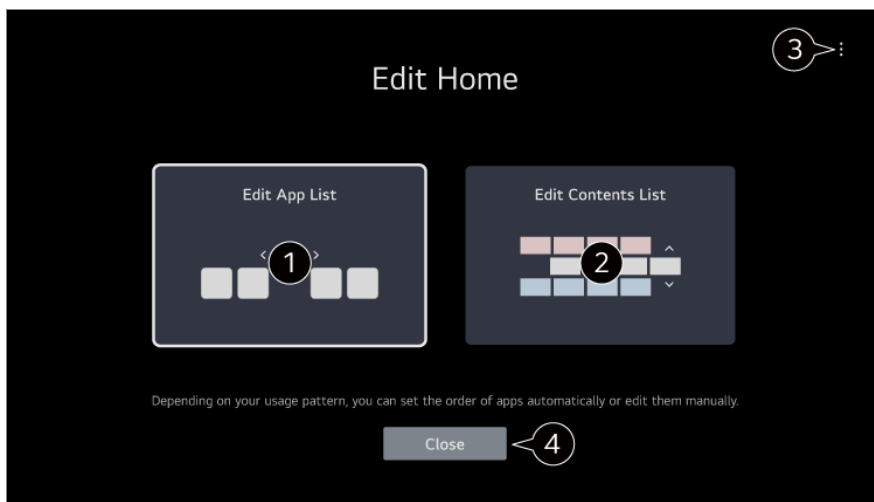 3
Edit Home
Edit App List
Edit Contents List
1
2
Depending on your usage pattern, you can set the order of apps automatically or edit them manually.
Close
4